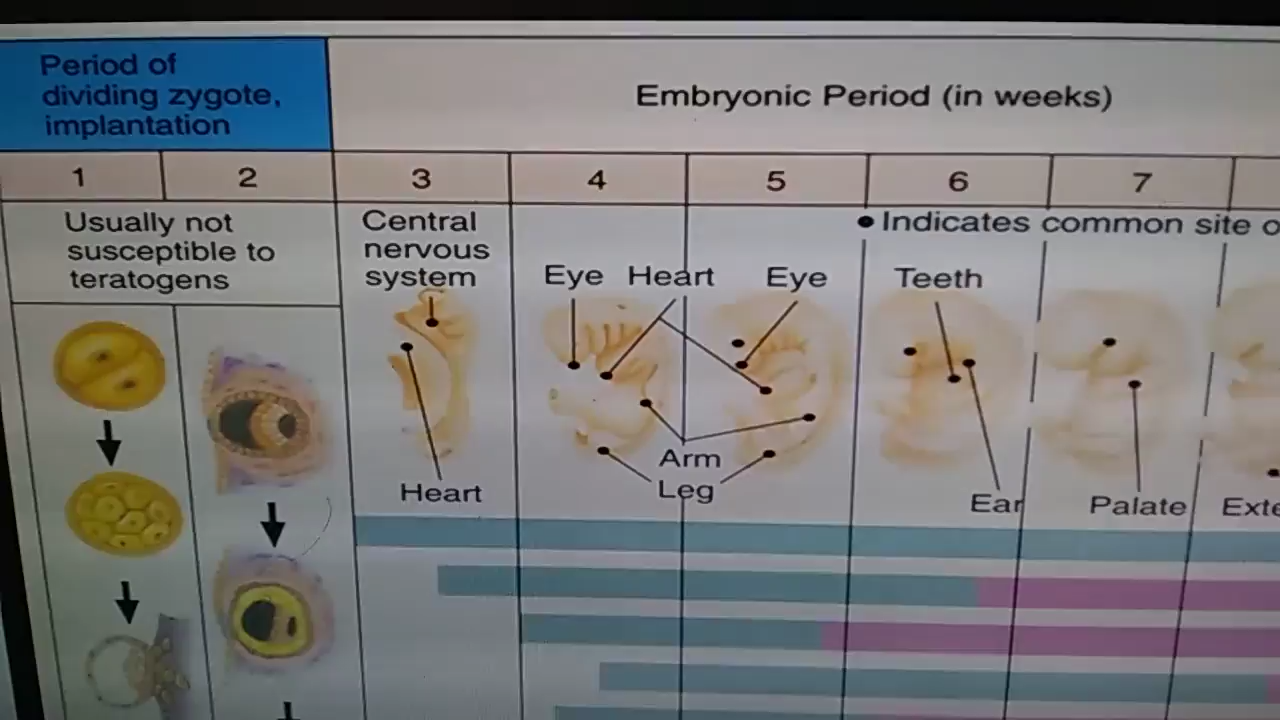 Period of
dividing zygote,
implantation
Embryonic Period (in weeks)
1 2 3 4 5 6 7
Usually not
susceptible to
teratogens
Central
nervous
system
• Indicates common site
Eye Heart Eye Teeth
Heart
Arm
Leg
Ear
Palate